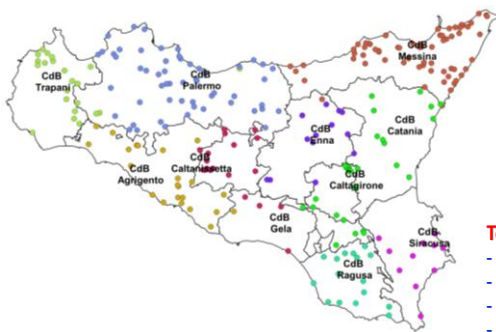 CdB
Messina
CdB
Trapani
CdB
Palermo
CdB
Enna
CdB
Catania
CdB
Caltanissetta
CdB
Agrigento
CdB
Caltagirone
CdB
Gela
CdB
Siracusa
CdB
Ragusa
-
-
-
-